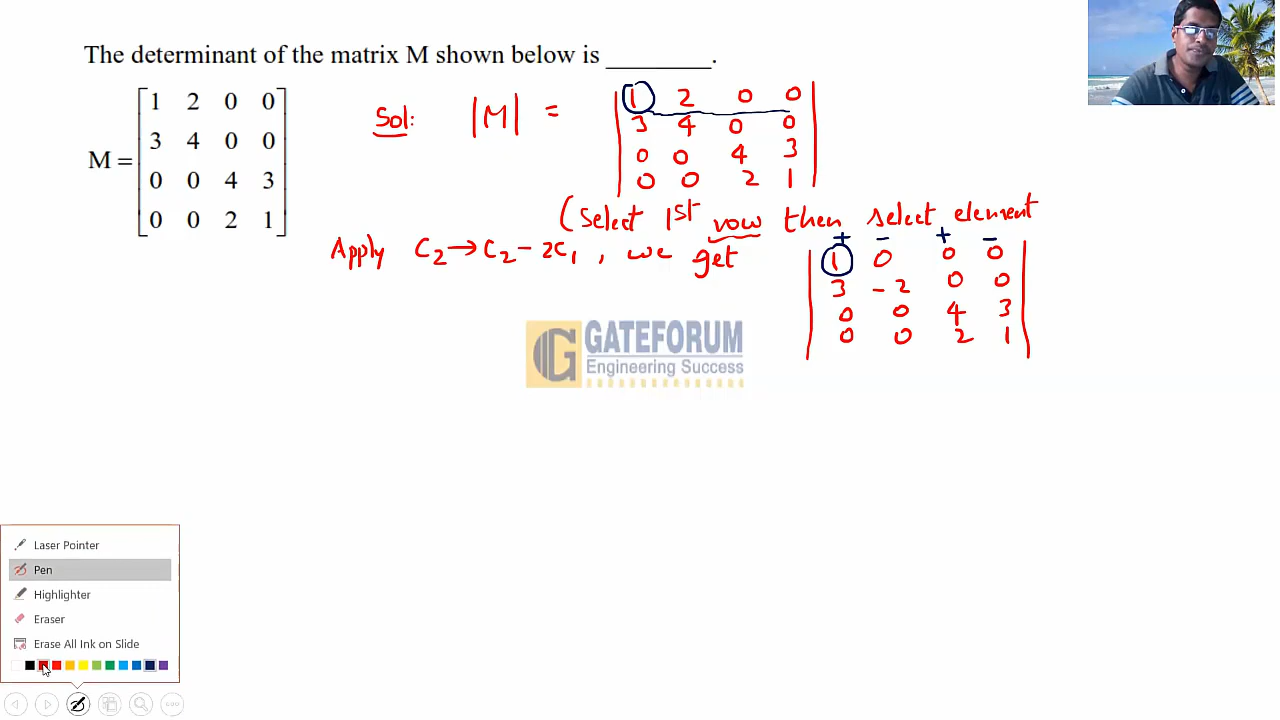 The determinant of the matrix M shown below is ________.
M = [1 2 0 0
3 4 0 0
0 0 4 3
0 0 2 1]
Sol: |M| = |1 2 0 0
3 4 0 0
0 0 4 3
0 0 2 1|
(Select 1st row then select element
Apply C₂→C₂-2C₁, we get
+ - + -
|1 0 0 0
3 -2 0 0
0 0 4 3
0 0 2 1|
GATEFORUM
Engineering Success
Laser Pointer
Pen
Highlighter
Eraser
Erase All Ink on Slide